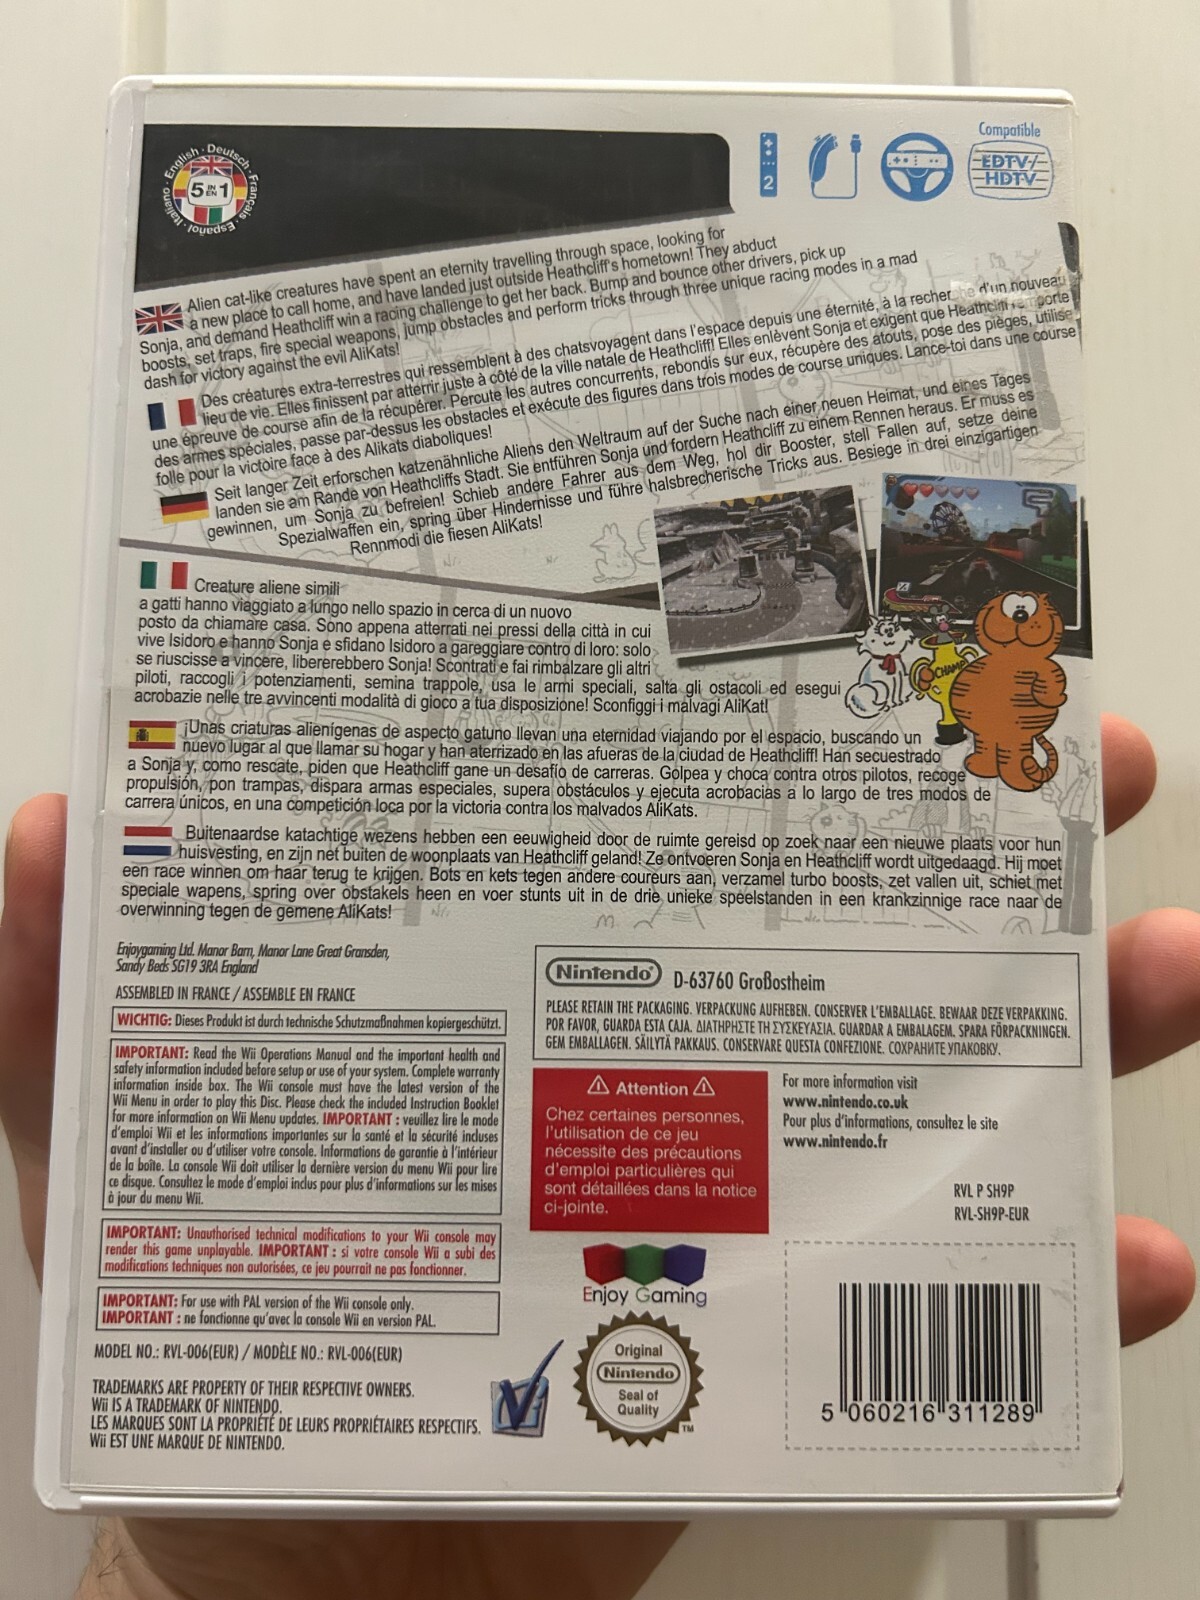 English · Deutsch · Français · Español · Italiano ·
5 IN EN 1
2
Compatible
EDTV/
HDTV
Alien cat-like creatures have spent an eternity travelling through space, looking for
a new place to call home, and have landed just outside Heathcliff's hometown! They abduct
Sonja, and demand Heathcliff win a racing challenge to get her back. Bump and bounce other drivers, pick up
boosts, set traps, fire special weapons, jump obstacles and perform tricks through three unique racing modes in a mad
dash for victory against the evil AliKats!
Des créatures extra-terrestres qui ressemblent à des chatsvoyagent dans l'espace depuis une éternité, à la recher d'un nouveau
lieu de vie. Elles finissent par atterrir juste à côté de la ville natale de Heathcliff! Elles enlèvent Sonja et exigent que Heathcliff remporte
une épreuve de course afin de la récupérer. Percute les autres concurrents, rebondis sur eux, récupère des atouts, pose des pièges, utilise
des armes spéciales, passe par-dessus les obstacles et exécute des figures dans trois modes de course uniques. Lance-toi dans une course
folle pour la victoire face à des Alikats diaboliques!
Seit langer Zeit erforschen katzenähnliche Aliens den Weltraum auf der Suche nach einer neuen Heimat, und eines Tages
landen sie am Rande von Heathcliffs Stadt. Sie entführen Sonja und fordern Heathcliff zu einem Rennen heraus. Er muss es
gewinnen, um Sonja zu befreien! Schieb andere Fahrer aus dem Weg, hol dir Booster, stell Fallen auf, setze deine
Spezialwaffen ein, spring über Hindernisse und führe halsbrecherische Tricks aus. Besiege in drei einzigartigen
Rennmodi die fiesen AliKats!
Creature aliene simili
a gatti hanno viaggiato a lungo nello spazio in cerca di un nuovo
posto da chiamare casa. Sono appena atterrati nei pressi della città in cui
vive Isidoro e hanno Sonja e sfidano Isidoro a gareggiare contro di loro: solo
se riuscisse a vincere, libererebbero Sonja! Scontrati e fai rimbalzare gli altri
piloti, raccogli i potenziamenti, semina trappole, usa le armi speciali, salta gli ostacoli ed esegui
acrobazie nelle tre avvincenti modalità di gioco a tua disposizione! Sconfiggi i malvagi AliKat!
CHAMP
¡Unas criaturas alienígenas de aspecto gatuno llevan una eternidad viajando por el espacio, buscando un
nuevo lugar al que llamar su hogar y han aterrizado en las afueras de la ciudad de Heathcliff! Han secuestrado
a Sonja y, como rescate, piden que Heathcliff gane un desafío de carreras. Golpea y choca contra otros pilotos, recoge
propulsión, pon trampas, dispara armas especiales, supera obstáculos y ejecuta acrobacias a lo largo de tres modos de
carrera únicos, en una competición loca por la victoria contra los malvados AliKats.
Buitenaardse katachtige wezens hebben een eeuwigheid door de ruimte gereisd op zoek naar een nieuwe plaats voor hun
huisvesting, en zijn net buiten de woonplaats van Heathcliff geland! Ze ontvoeren Sonja en Heathcliff wordt uitgedaagd. Hij moet
een race winnen om haar terug te krijgen. Bots en kets tegen andere coureurs aan, verzamel turbo boosts, zet vallen uit, schiet met
speciale wapens, spring over obstakels heen en voer stunts uit in de drie unieke speelstanden in een krankzinnige race naar de
overwinning tegen de gemene AliKats!
Enjoygaming Ltd. Manor Barn, Manor Lane Great Gransden,
Sandy Beds SG19 3RA England
ASSEMBLED IN FRANCE / ASSEMBLE EN FRANCE
WICHTIG: Dieses Produkt ist durch technische Schutzmaßnahmen kopiergeschützt.
IMPORTANT: Read the Wii Operations Manual and the important health and
safety information included before setup or use of your system. Complete warranty
information inside box. The Wii console must have the latest version of the
Wii Menu in order to play this Disc. Please check the included Instruction Booklet
for more information on Wii Menu updates. IMPORTANT : veuillez lire le mode
d'emploi Wii et les informations importantes sur la santé et la sécurité incluses
avant d'installer ou d'utiliser votre console. Informations de garantie à l'intérieur
de la boîte. La console Wii doit utiliser la dernière version du menu Wii pour lire
ce disque. Consultez le mode d'emploi inclus pour plus d'informations sur les mises
à jour du menu Wii.
IMPORTANT: Unauthorised technical modifications to your Wii console may
render this game unplayable. IMPORTANT : si votre console Wii a subi des
modifications techniques non autorisées, ce jeu pourrait ne pas fonctionner.
IMPORTANT: For use with PAL version of the Wii console only.
IMPORTANT : ne fonctionne qu'avec la console Wii en version PAL.
MODEL NO.: RVL-006(EUR) / MODÈLE NO.: RVL-006(EUR)
TRADEMARKS ARE PROPERTY OF THEIR RESPECTIVE OWNERS.
Wii IS A TRADEMARK OF NINTENDO.
LES MARQUES SONT LA PROPRIÉTÉ DE LEURS PROPRIÉTAIRES RESPECTIFS.
Wii EST UNE MARQUE DE NINTENDO.
Nintendo® D-63760 Großostheim
PLEASE RETAIN THE PACKAGING. VERPACKUNG AUFHEBEN. CONSERVER L'EMBALLAGE. BEWAAR DEZE VERPAKKING.
POR FAVOR, GUARDA ESTA CAJA. ΔΙΑΤΗΡΗΣΤΕ ΤΗ ΣΥΣΚΕΥΑΣΙΑ. GUARDAR A EMBALAGEM. SPARA FÖRPACKNINGEN.
GEM EMBALLAGEN. SÄILYTÄ PAKKAUS. CONSERVARE QUESTA CONFEZIONE. СОХРАНИТЕ УПАКОВКУ.
⚠ Attention ⚠
Chez certaines personnes,
l'utilisation de ce jeu
nécessite des précautions
d'emploi particulières qui
sont détaillées dans la notice
ci-jointe.
For more information visit
www.nintendo.co.uk
Pour plus d'informations, consultez le site
www.nintendo.fr
RVL P SH9P
RVL-SH9P-EUR
Enjoy Gaming
Original
Nintendo
Seal of
Quality
TM
5 060216 311289